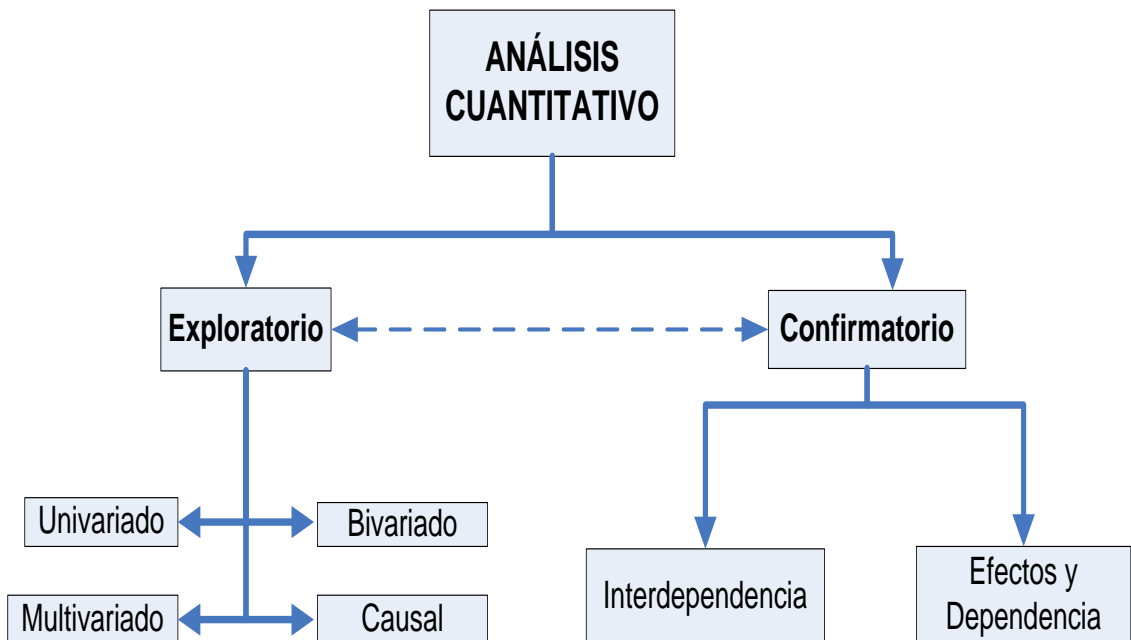 ANÁLISIS
CUANTITATIVO
Exploratorio
Confirmatorio
Univariado
Bivariado
Multivariado
Causal
Interdependencia
Efectos y
Dependencia